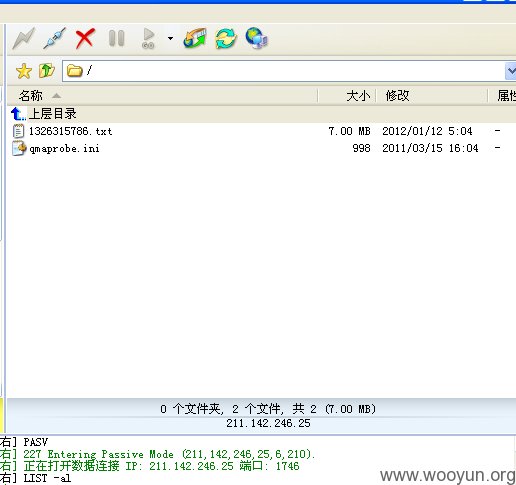 GO
/
名称 大小 修改 属性
上层目录
1326315786.txt 7.00 MB 2012/01/12 5:04 -
qmaprobe.ini 998 2011/03/15 16:04 -
0 个文件夹, 2 个文件, 共 2 (7.00 MB)
211.142.246.25
右] PASV
右] 227 Entering Passive Mode (211,142,246,25,6,210).
右] 正在打开数据连接 IP: 211.142.246.25 端口: 1746
右] LIST -al
www.wooyun.org